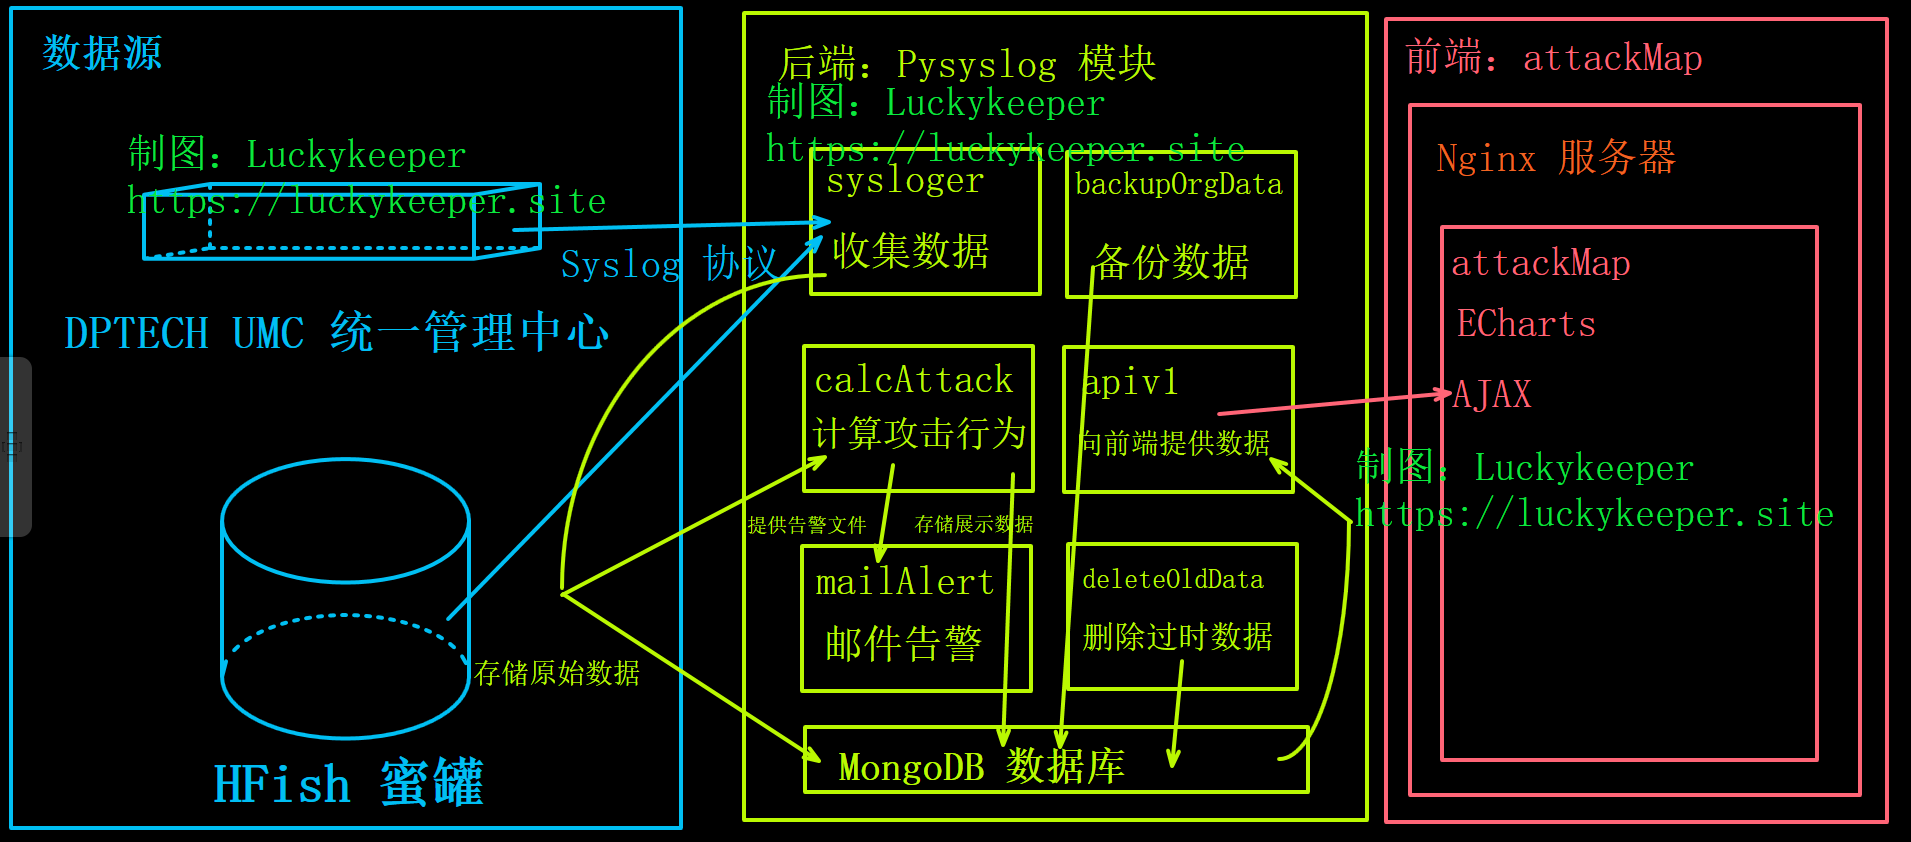 数据源
制图：Luckykeeper
https://luckykeeper.site
DPTECH UMC 统一管理中心
HFish 蜜罐
Syslog 协议
存储原始数据
后端：Pysyslog 模块
制图：Luckykeeper
https://luckykeeper.site
sysloger
收集数据
backupOrgData
备份数据
calcAttack
计算攻击行为
apiv1
向前端提供数据
提供告警文件
存储展示数据
mailAlert
邮件告警
deleteOldData
删除过时数据
MongoDB 数据库
前端：attackMap
Nginx 服务器
attackMap
ECharts
AJAX
制图：Luckykeeper
https://luckykeeper.site